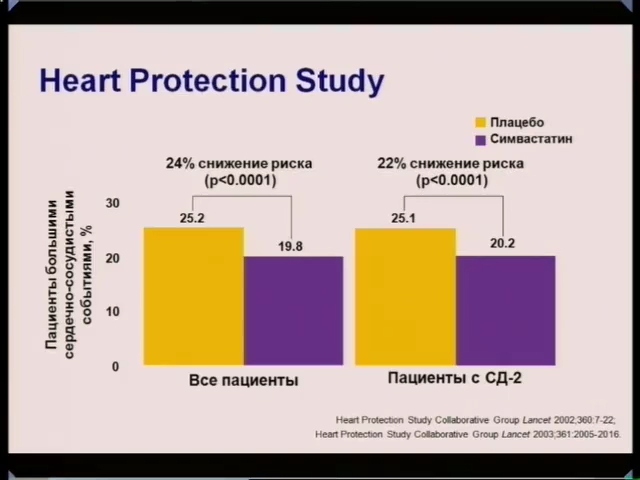 Heart Protection Study
Плацебо
Симвастатин
24% снижение риска
(p<0.0001)
22% снижение риска
(p<0.0001)
Пациенты большими
сердечно-сосудистыми
событиями, %
30
20
10
0
25.2
19.8
25.1
20.2
Все пациенты
Пациенты с СД-2
Heart Protection Study Collaborative Group Lancet 2002;360:7-22;
Heart Protection Study Collaborative Group Lancet 2003;361:2005-2016.